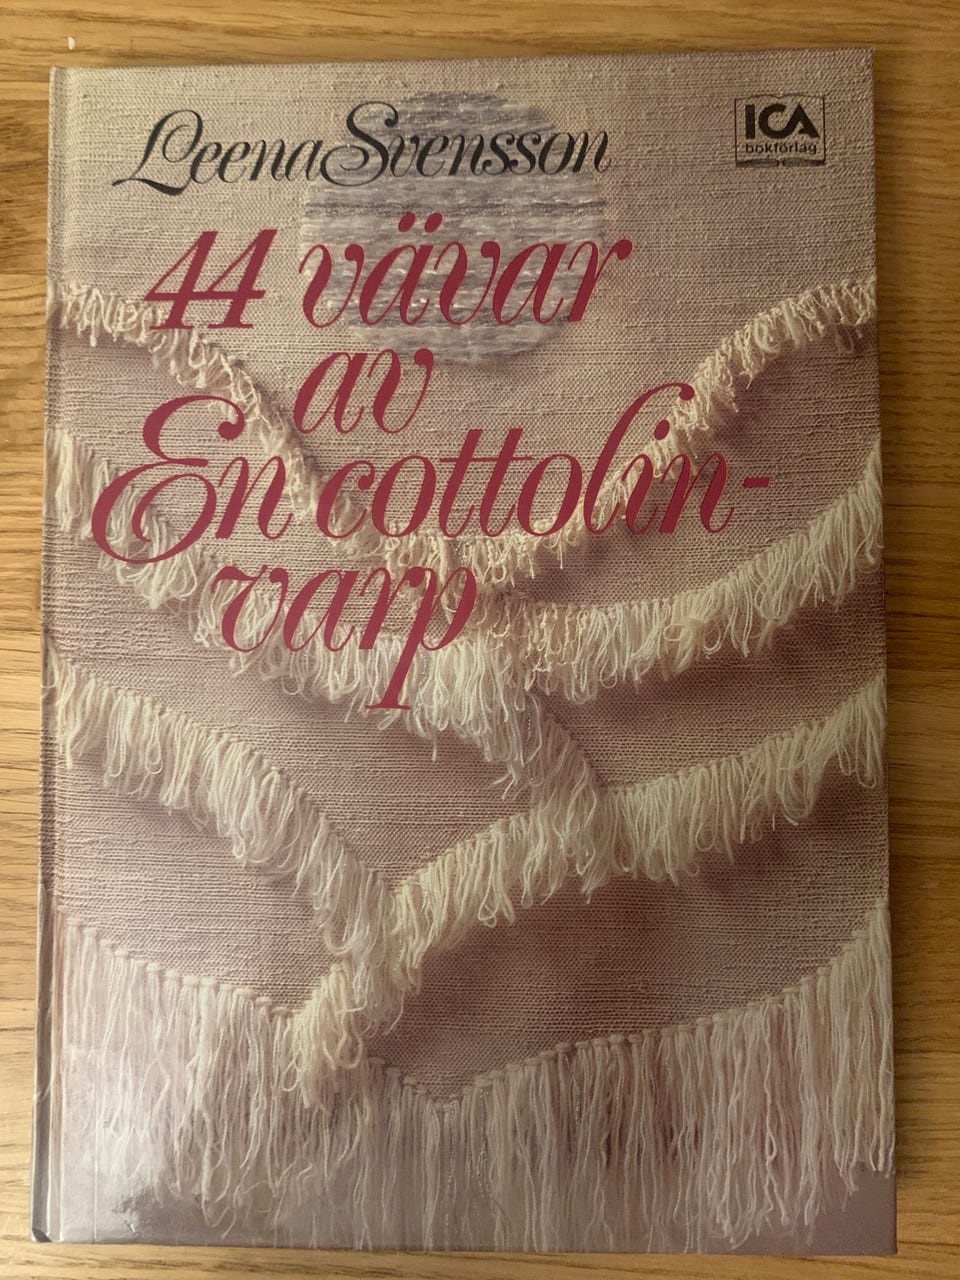 Leena Svensson
ICA
bokförlag
44 vävar
av
En cottolin-
varp